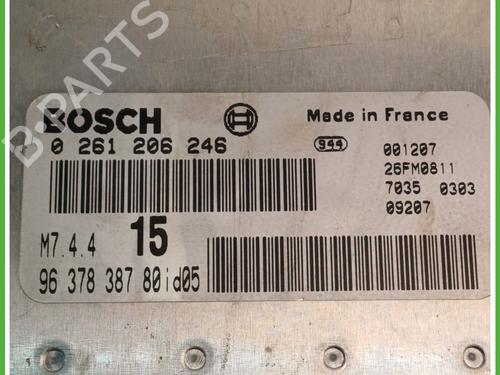 B-PARTS
BOSCH
Made in France
0 261 206 246
944
001207
26FM0811
7035 0303
09207
M7.4.4
15
96 378 387 80id05